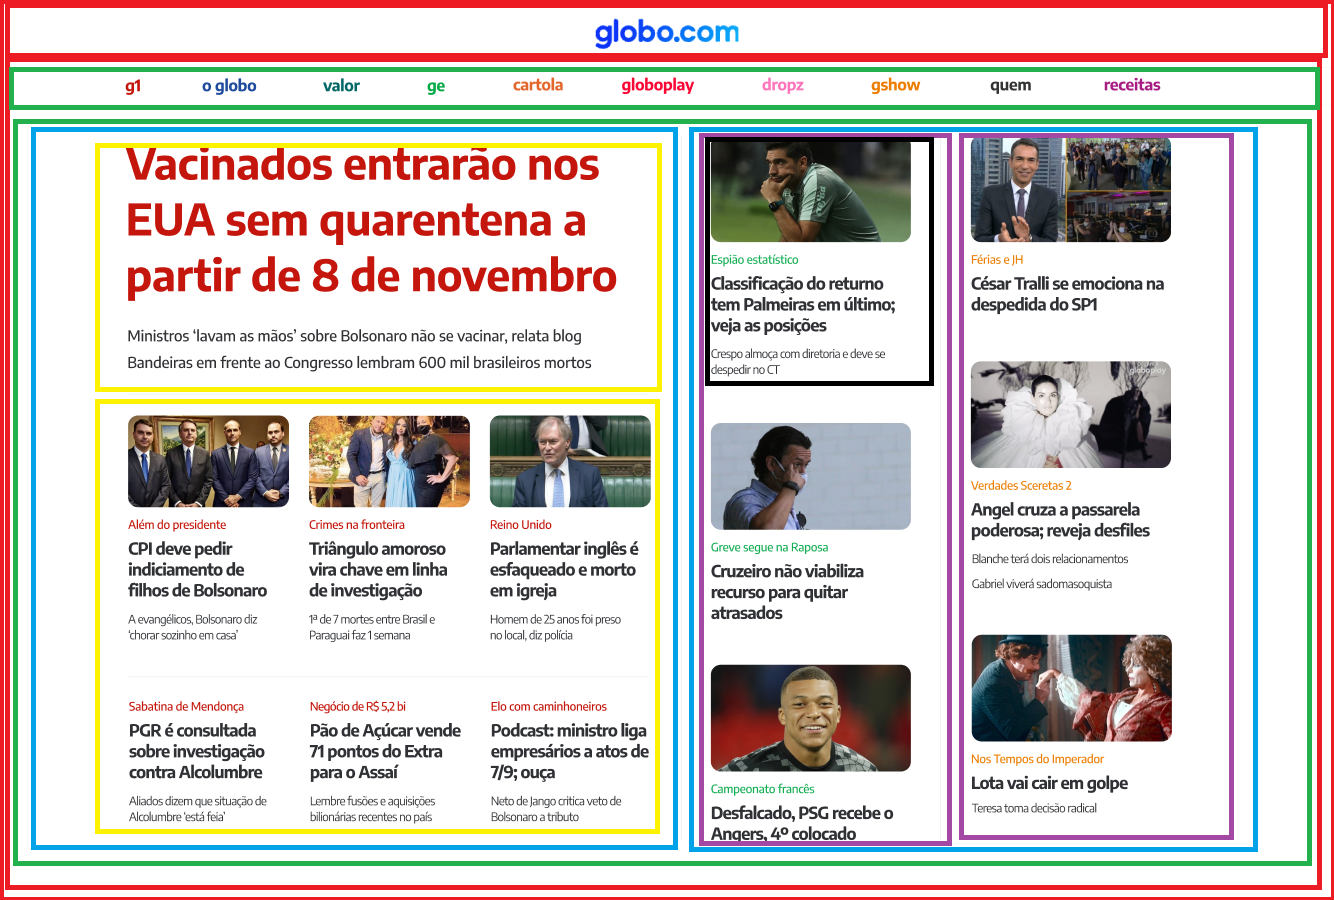 globo.com
g1 o globo valor ge cartola globoplay dropz gshow quem receitas
Vacinados entrarão nos
EUA sem quarentena a
partir de 8 de novembro
Ministros ‘lavam as mãos’ sobre Bolsonaro não se vacinar, relata blog
Bandeiras em frente ao Congresso lembram 600 mil brasileiros mortos
Além do presidente
CPI deve pedir
indiciamento de
filhos de Bolsonaro
A evangélicos, Bolsonaro diz
‘chorar sozinho em casa’
Crimes na fronteira
Triângulo amoroso
vira chave em linha
de investigação
1ª de 7 mortes entre Brasil e
Paraguai faz 1 semana
Reino Unido
Parlamentar inglês é
esfaqueado e morto
em igreja
Homem de 25 anos foi preso
no local, diz polícia
Sabatina de Mendonça
PGR é consultada
sobre investigação
contra Alcolumbre
Aliados dizem que situação de
Alcolumbre ‘está feia’
Negócio de R$ 5,2 bi
Pão de Açúcar vende
71 pontos do Extra
para o Assaí
Lembre fusões e aquisições
bilionárias recentes no país
Elo com caminhoneiros
Podcast: ministro liga
empresários a atos de
7/9; ouça
Neto de Jango critica veto de
Bolsonaro a tributo
Espião estatístico
Classificação do returno
tem Palmeiras em último;
veja as posições
Crespo almoça com diretoria e deve se
despedir no CT
Greve segue na Raposa
Cruzeiro não viabiliza
recurso para quitar
atrasados
Campeonato francês
Desfalcado, PSG recebe o
Angers, 4º colocado
Férias e JH
César Tralli se emociona na
despedida do SP1
globoplay
Verdades Sceretas 2
Angel cruza a passarela
poderosa; reveja desfiles
Blanche terá dois relacionamentos
Gabriel viverá sadomasoquista
Nos Tempos do Imperador
Lota vai cair em golpe
Teresa toma decisão radical